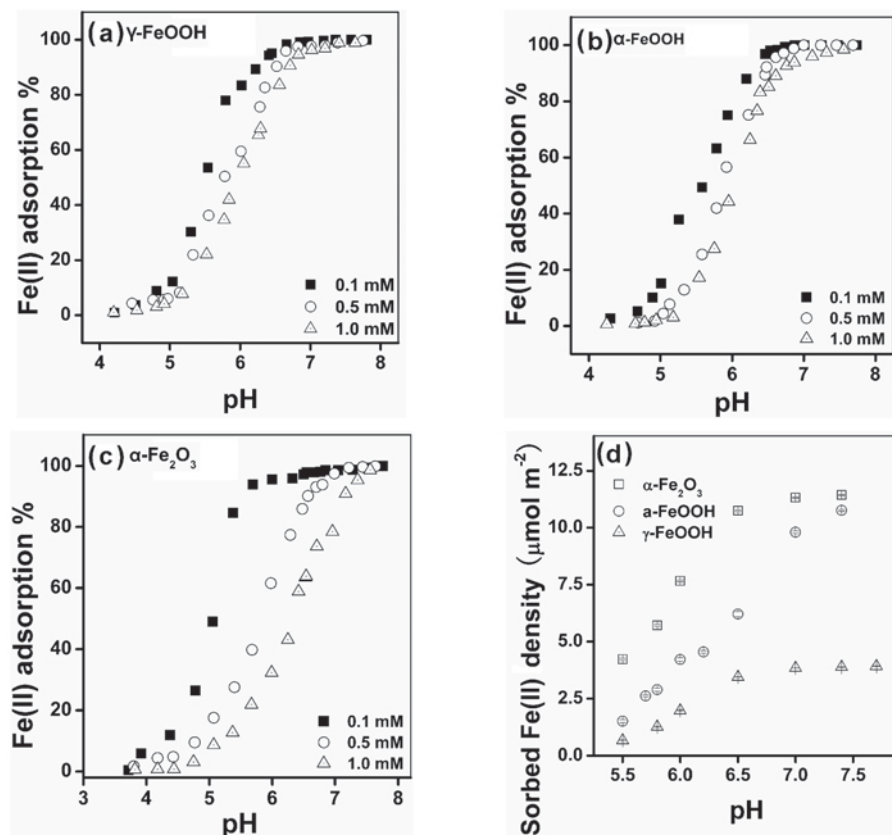 (a) γ-FeOOH
Fe(II) adsorption %
100
80
60
40
20
0
0.1 mM
0.5 mM
1.0 mM
4 5 6 7 8
pH
(b) α-FeOOH
Fe(II) adsorption %
100
80
60
40
20
0
0.1 mM
0.5 mM
1.0 mM
4 5 6 7 8
pH
(c) α-Fe₂O₃
Fe(II) adsorption %
100
80
60
40
20
0
0.1 mM
0.5 mM
1.0 mM
3 4 5 6 7 8
pH
(d)
Sorbed Fe(II) density (μmol m⁻²)
12.5
10.0
7.5
5.0
2.5
0.0
α-Fe₂O₃
a-FeOOH
γ-FeOOH
5.5 6.0 6.5 7.0 7.5
pH